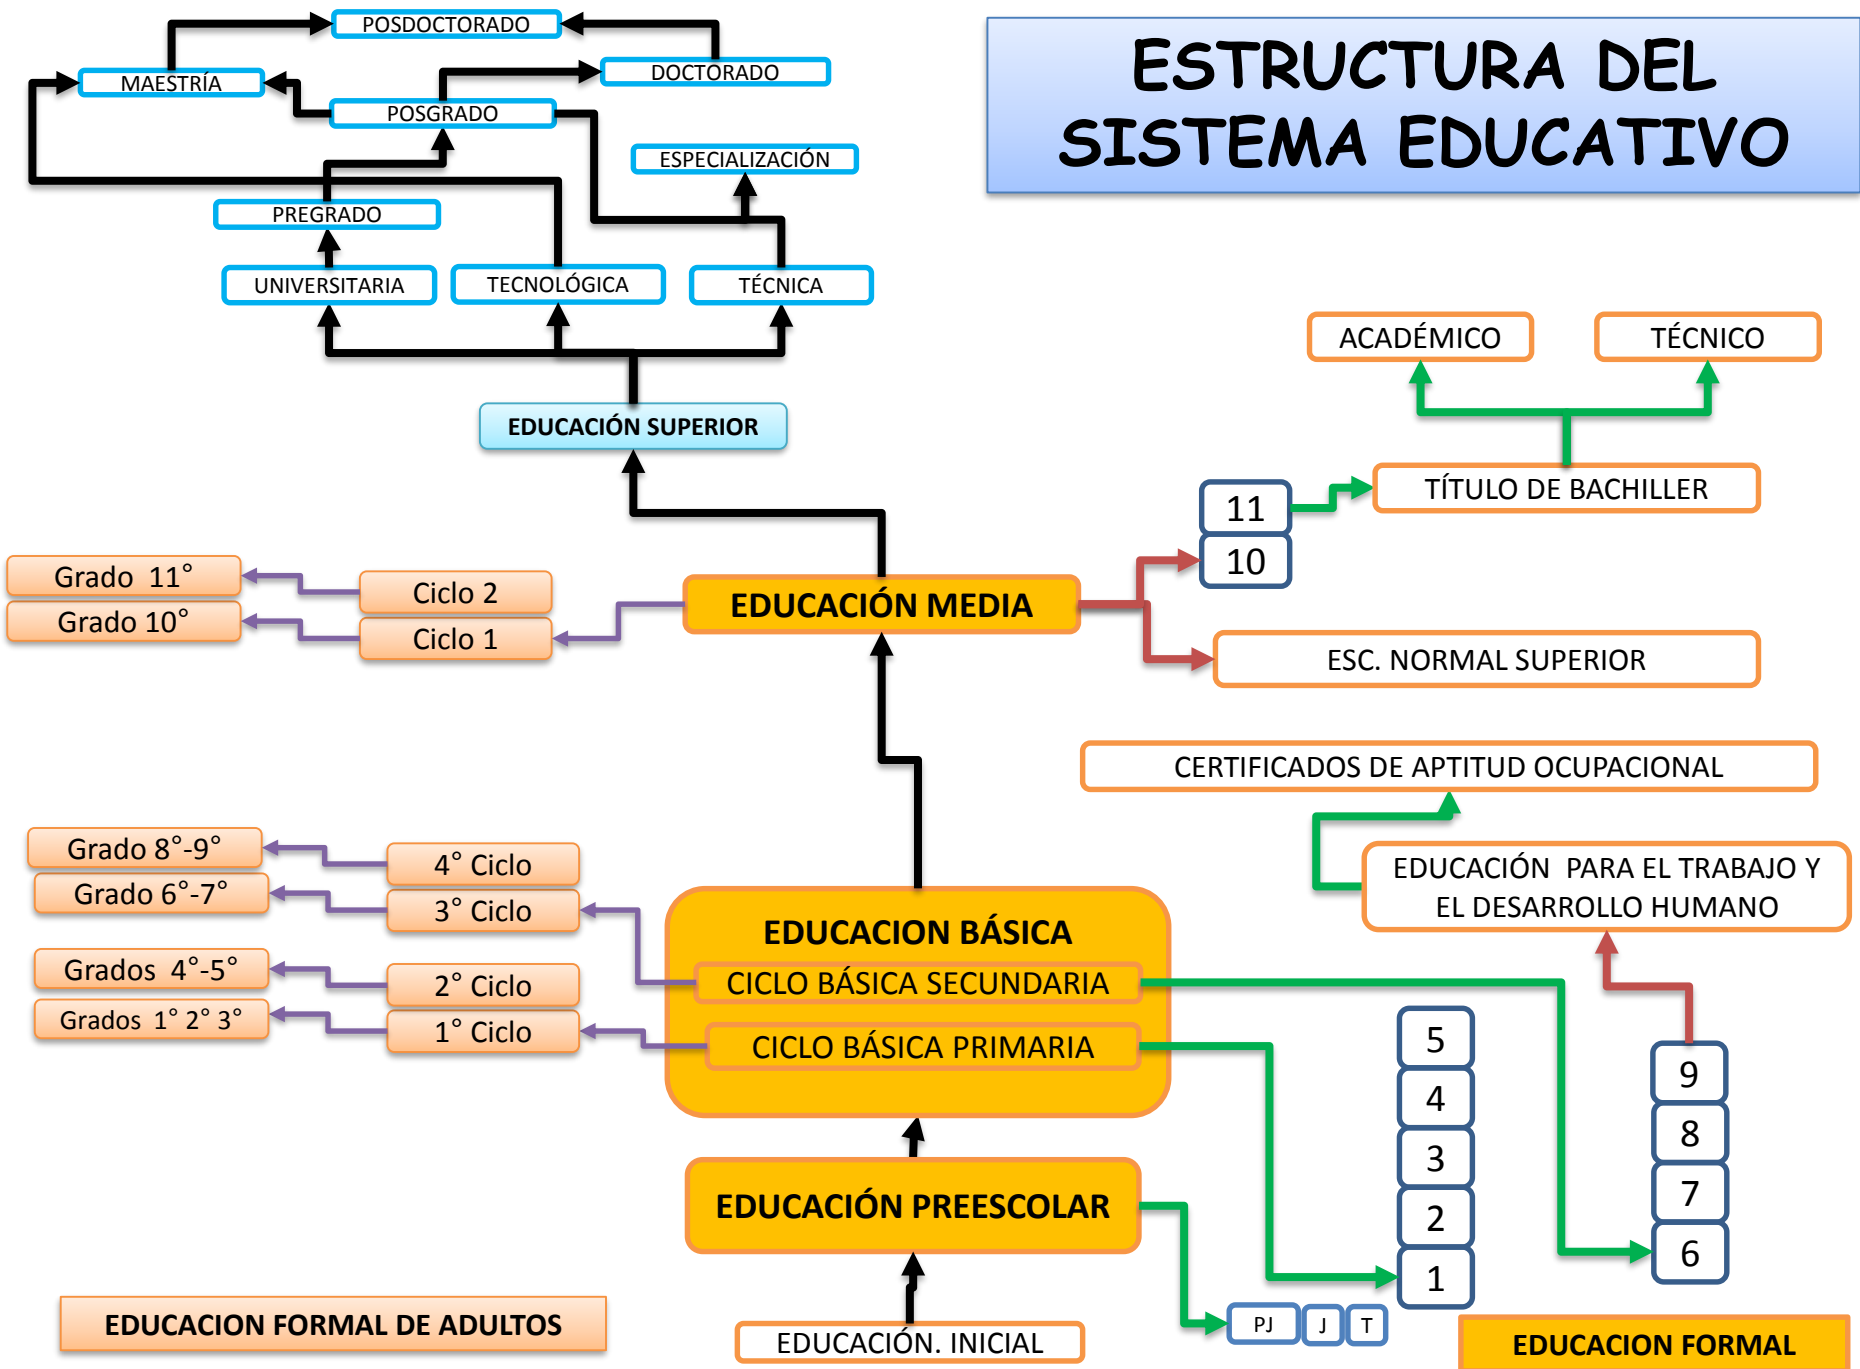 ESTRUCTURA DEL
SISTEMA EDUCATIVO
POSDOCTORADO
MAESTRÍA
DOCTORADO
POSGRADO
ESPECIALIZACIÓN
PREGRADO
UNIVERSITARIA
TECNOLÓGICA
TÉCNICA
EDUCACIÓN SUPERIOR
ACADÉMICO
TÉCNICO
TÍTULO DE BACHILLER
11
10
Grado 11°
Ciclo 2
Grado 10°
Ciclo 1
EDUCACIÓN MEDIA
ESC. NORMAL SUPERIOR
CERTIFICADOS DE APTITUD OCUPACIONAL
EDUCACIÓN PARA EL TRABAJO Y
EL DESARROLLO HUMANO
Grado 8°-9°
4° Ciclo
Grado 6°-7°
3° Ciclo
Grados 4°-5°
2° Ciclo
Grados 1° 2° 3°
1° Ciclo
EDUCACION BÁSICA
CICLO BÁSICA SECUNDARIA
CICLO BÁSICA PRIMARIA
5
4
3
2
1
9
8
7
6
EDUCACIÓN PREESCOLAR
PJ
J
T
EDUCACIÓN. INICIAL
EDUCACION FORMAL DE ADULTOS
EDUCACION FORMAL